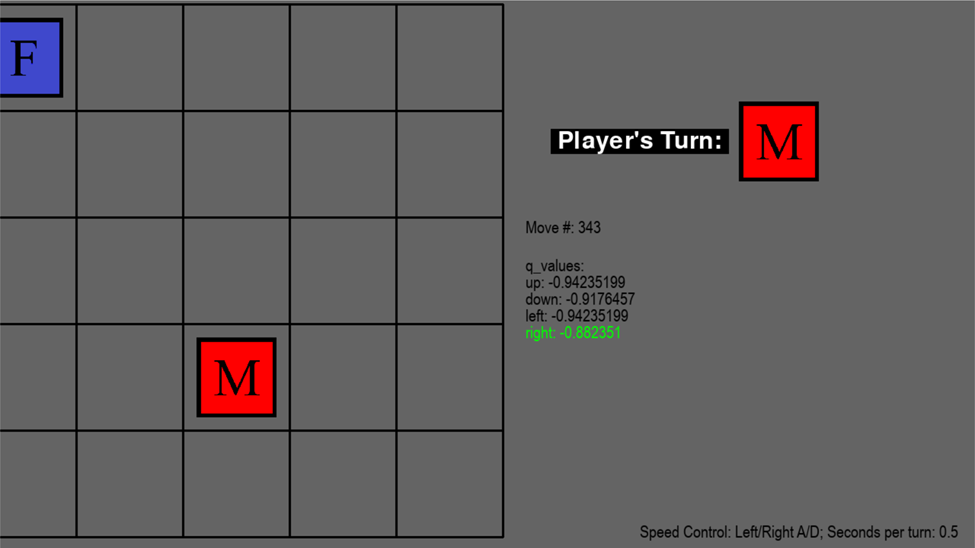 F
Player's Turn: M
Move #: 343
q_values:
up: -0.94235199
down: -0.9176457
left: -0.94235199
right: -0.882351
M
Speed Control: Left/Right A/D; Seconds per turn: 0.5